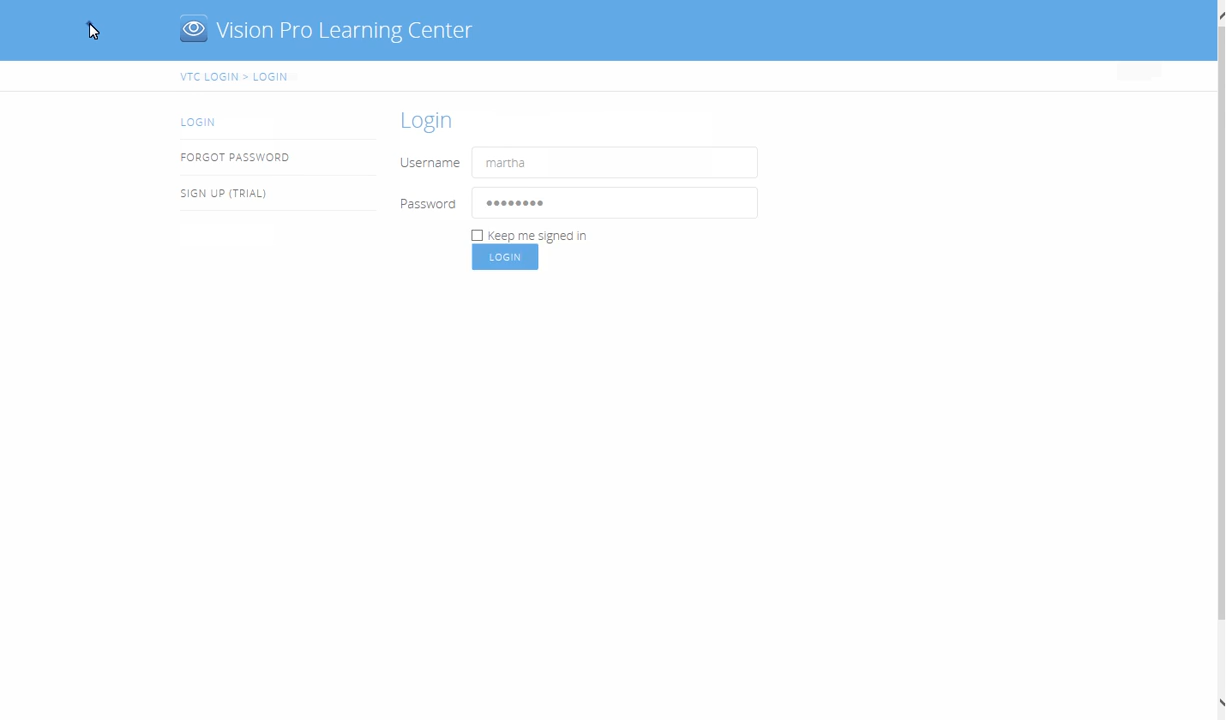 Vision Pro Learning Center
VTC LOGIN > LOGIN
LOGIN
FORGOT PASSWORD
SIGN UP (TRIAL)
Login
Username martha
Password ••••••••
Keep me signed in
LOGIN